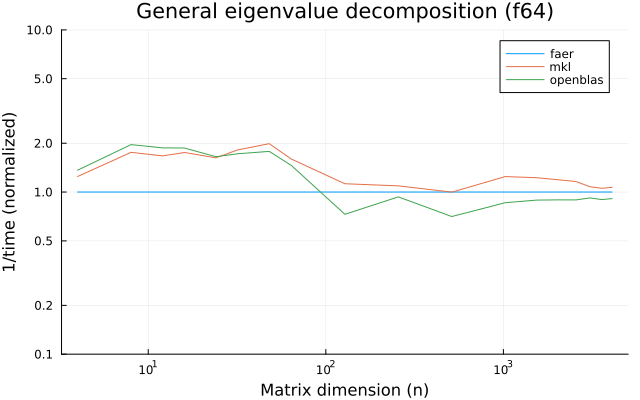 General eigenvalue decomposition (f64)
10.0
5.0
2.0
1.0
0.5
0.2
0.1
1/time (normalized)
faer
mkl
openblas
10¹
10²
10³
Matrix dimension (n)